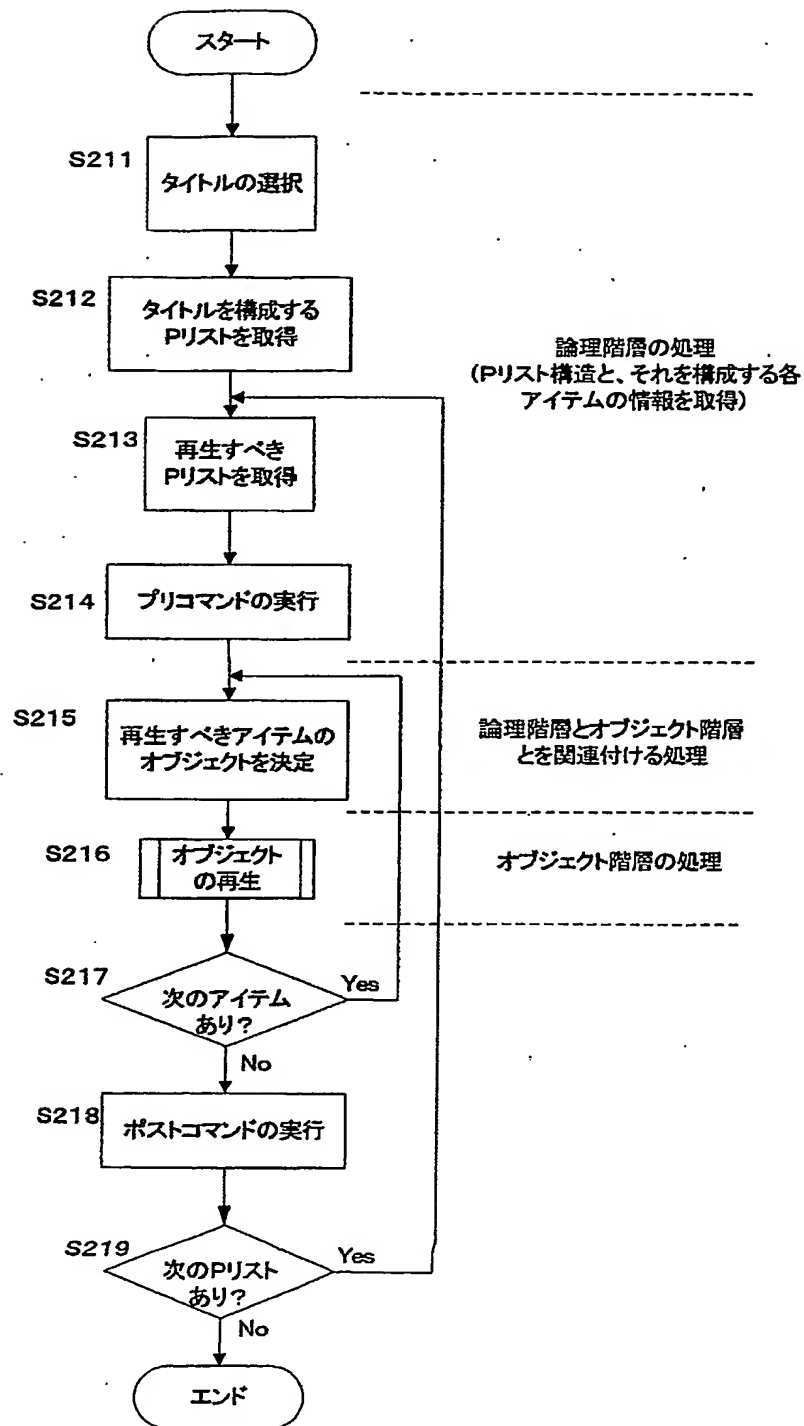 スタート
S211
タイトルの選択
S212
タイトルを構成する
Pリストを取得
論理階層の処理
(Pリスト構造と、それを構成する各
アイテムの情報を取得)
S213
再生すべき
Pリストを取得
S214
プリコマンドの実行
S215
再生すべきアイテムの
オブジェクトを決定
論理階層とオブジェクト階層
とを関連付ける処理
S216
オブジェクト
の再生
オブジェクト階層の処理
S217
次のアイテム
あり?
Yes
No
S218
ポストコマンドの実行
S219
次のPリスト
あり?
Yes
No
エンド